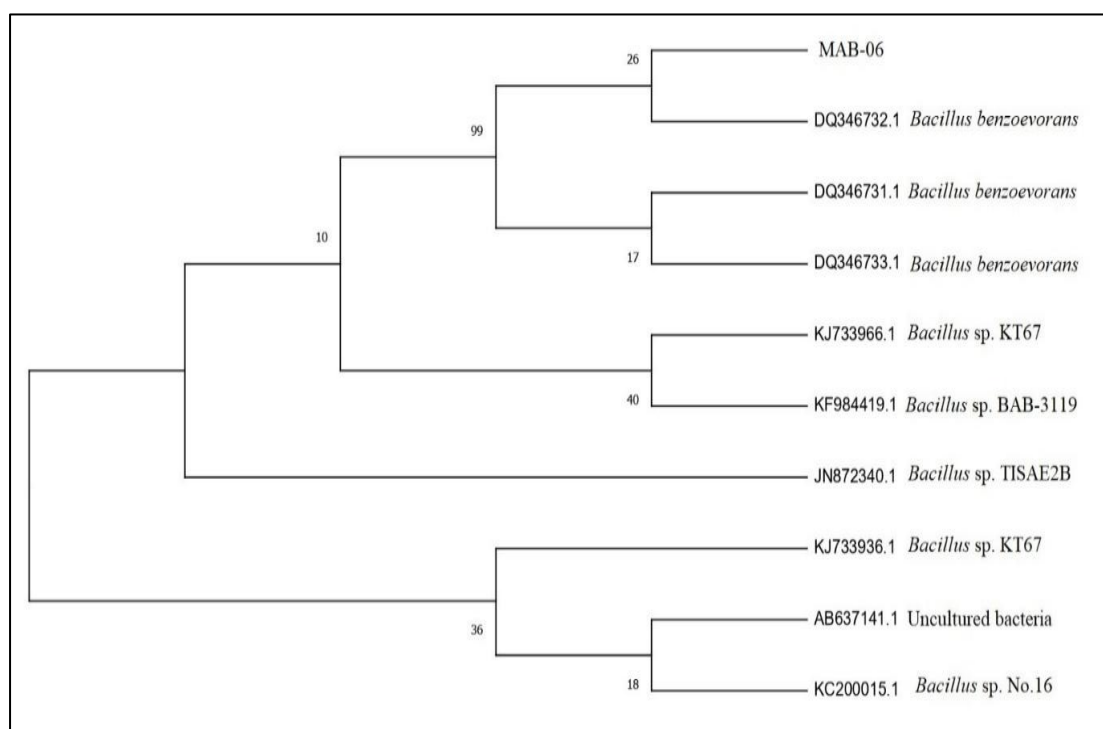 MAB-06
26
DQ346732.1 Bacillus benzoevorans
99
DQ346731.1 Bacillus benzoevorans
10
17
DQ346733.1 Bacillus benzoevorans
KJ733966.1 Bacillus sp. KT67
40
KF984419.1 Bacillus sp. BAB-3119
JN872340.1 Bacillus sp. TISAE2B
KJ733936.1 Bacillus sp. KT67
AB637141.1 Uncultured bacteria
36
18
KC200015.1 Bacillus sp. No.16